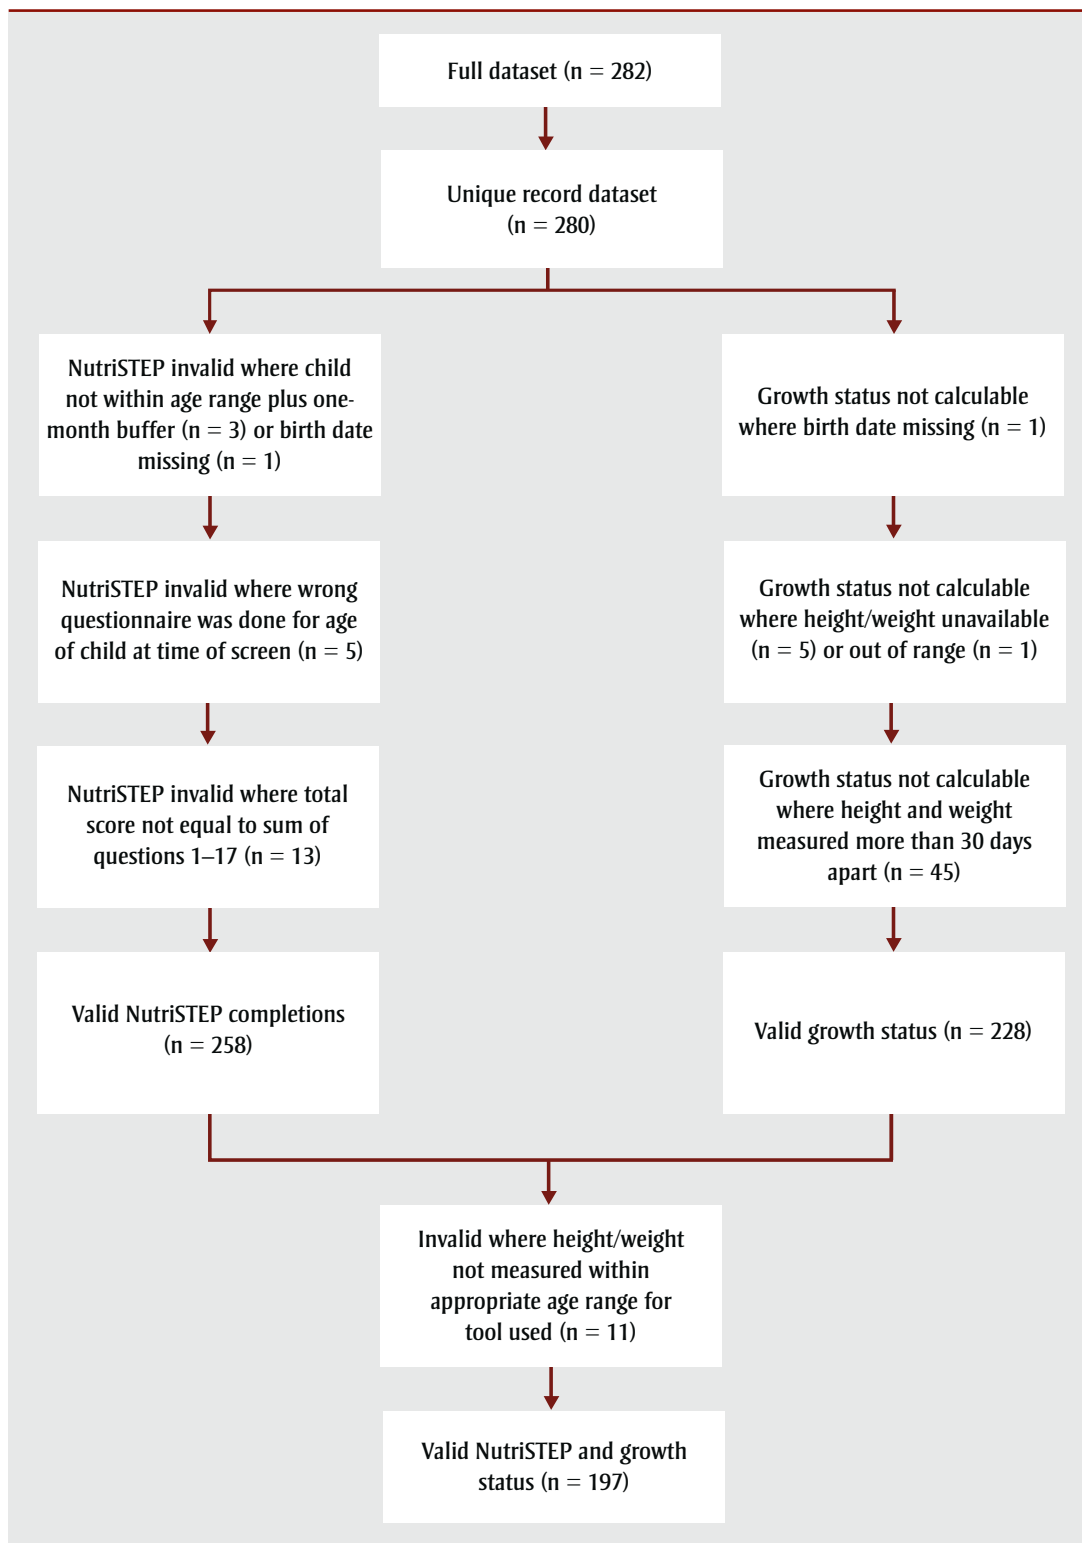 Full dataset (n = 282)
Unique record dataset
(n = 280)
NutriSTEP invalid where child
not within age range plus one-
month buffer (n = 3) or birth date
missing (n = 1)
Growth status not calculable
where birth date missing (n = 1)
NutriSTEP invalid where wrong
questionnaire was done for age
of child at time of screen (n = 5)
Growth status not calculable
where height/weight unavailable
(n = 5) or out of range (n = 1)
NutriSTEP invalid where total
score not equal to sum of
questions 1–17 (n = 13)
Growth status not calculable
where height and weight
measured more than 30 days
apart (n = 45)
Valid NutriSTEP completions
(n = 258)
Valid growth status (n = 228)
Invalid where height/weight
not measured within
appropriate age range for
tool used (n = 11)
Valid NutriSTEP and growth
status (n = 197)